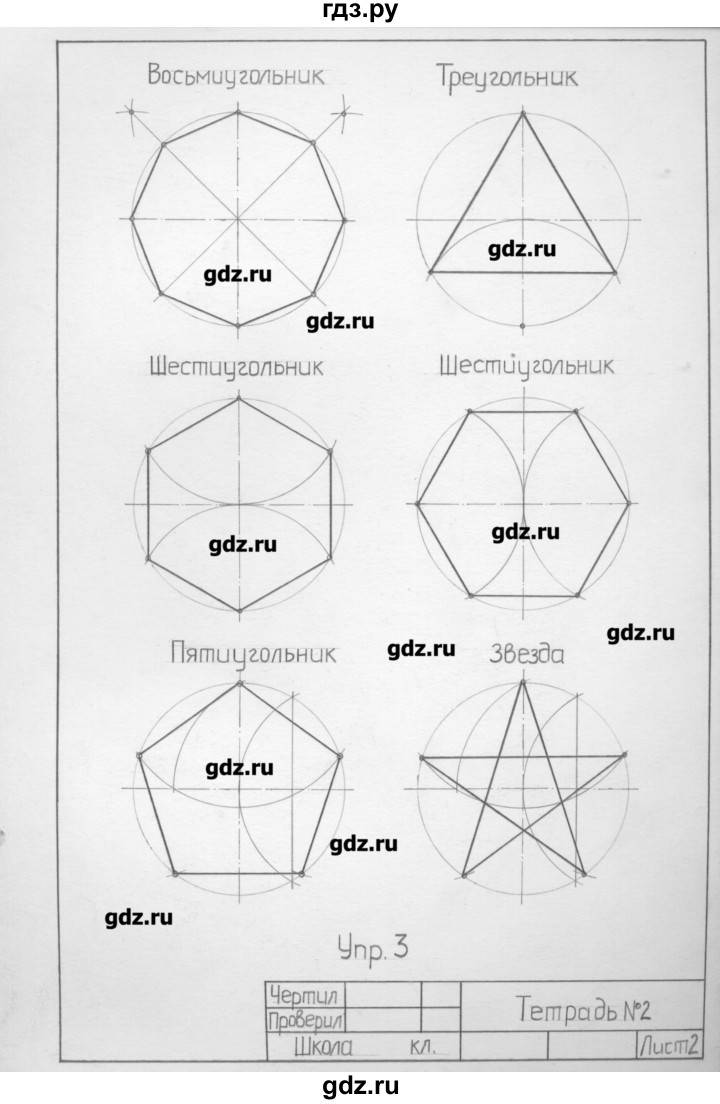 гдз.ру
Восьмиугольник
Треугольник
gdz.ru
gdz.ru
gdz.ru
Шестиугольник
Шестиугольник
gdz.ru
gdz.ru
gdz.ru
gdz.ru
Пятиугольник
Звезда
gdz.ru
gdz.ru
gdz.ru
Упр. 3
Чертил
Проверил
Тетрадь №2
Школа кл.
Лист2
gdz.ru